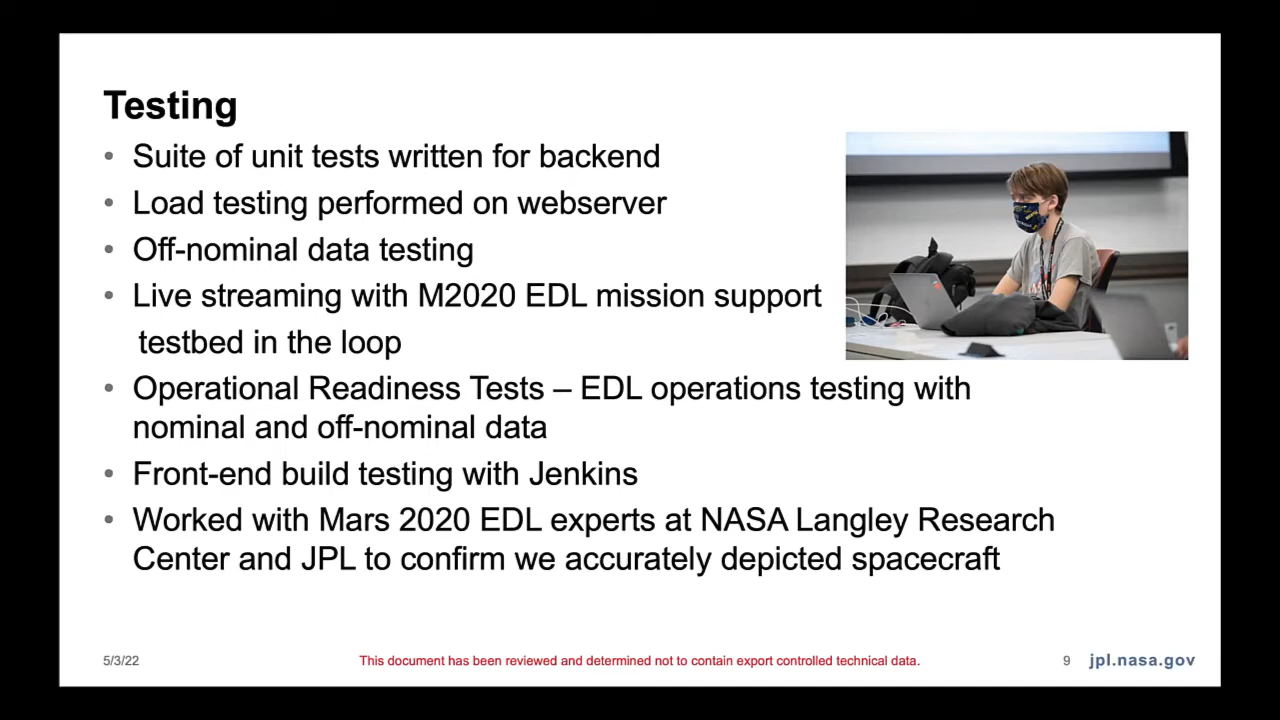 Testing
• Suite of unit tests written for backend
• Load testing performed on webserver
• Off-nominal data testing
• Live streaming with M2020 EDL mission support
testbed in the loop
• Operational Readiness Tests – EDL operations testing with
nominal and off-nominal data
• Front-end build testing with Jenkins
• Worked with Mars 2020 EDL experts at NASA Langley Research
Center and JPL to confirm we accurately depicted spacecraft
5/3/22
This document has been reviewed and determined not to contain export controlled technical data.
9
jpl.nasa.gov